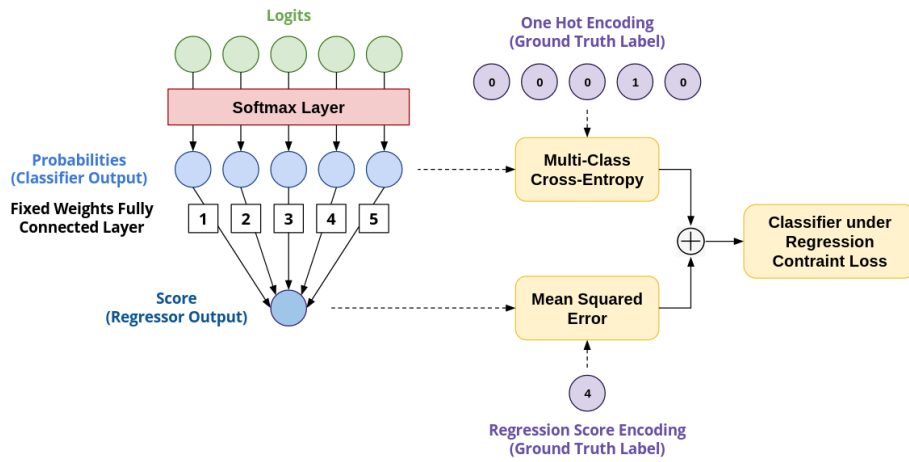 Logits
One Hot Encoding
(Ground Truth Label)
0 0 0 1 0
Softmax Layer
Probabilities
(Classifier Output)
Multi-Class
Cross-Entropy
Fixed Weights Fully
Connected Layer
1 2 3 4 5
Classifier under
Regression
Contraint Loss
Score
(Regressor Output)
Mean Squared
Error
4
Regression Score Encoding
(Ground Truth Label)